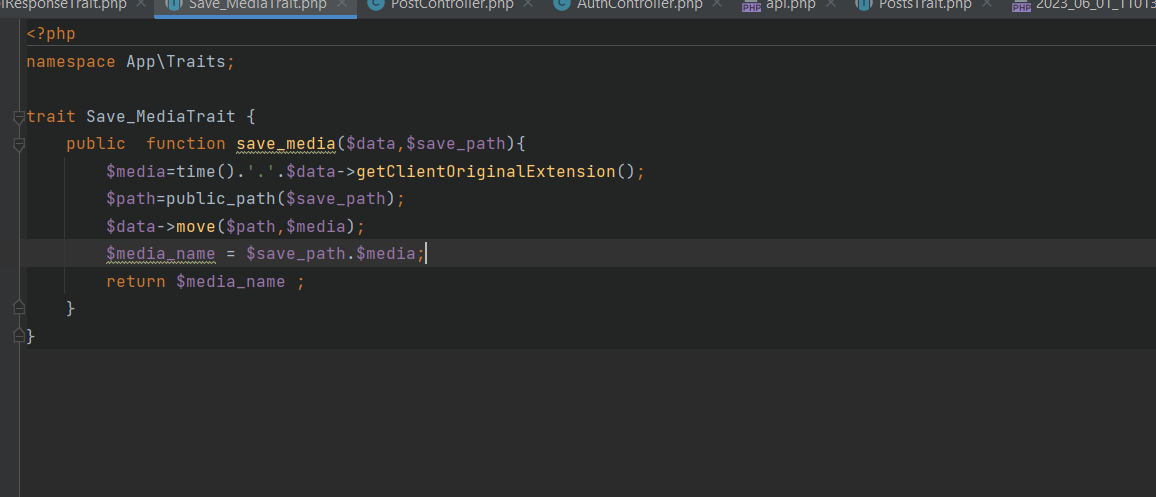 lResponseTrait.php Save_MediaTrait.php PostController.php AuthController.php api.php PostsTrait.php 2023_06_01_11013
<?php
namespace App\Traits;
trait Save_MediaTrait {
public  function save_media($data,$save_path){
$media=time().'.'.$data->getClientOriginalExtension();
$path=public_path($save_path);
$data->move($path,$media);
$media_name = $save_path.$media;
return $media_name ;
}
}